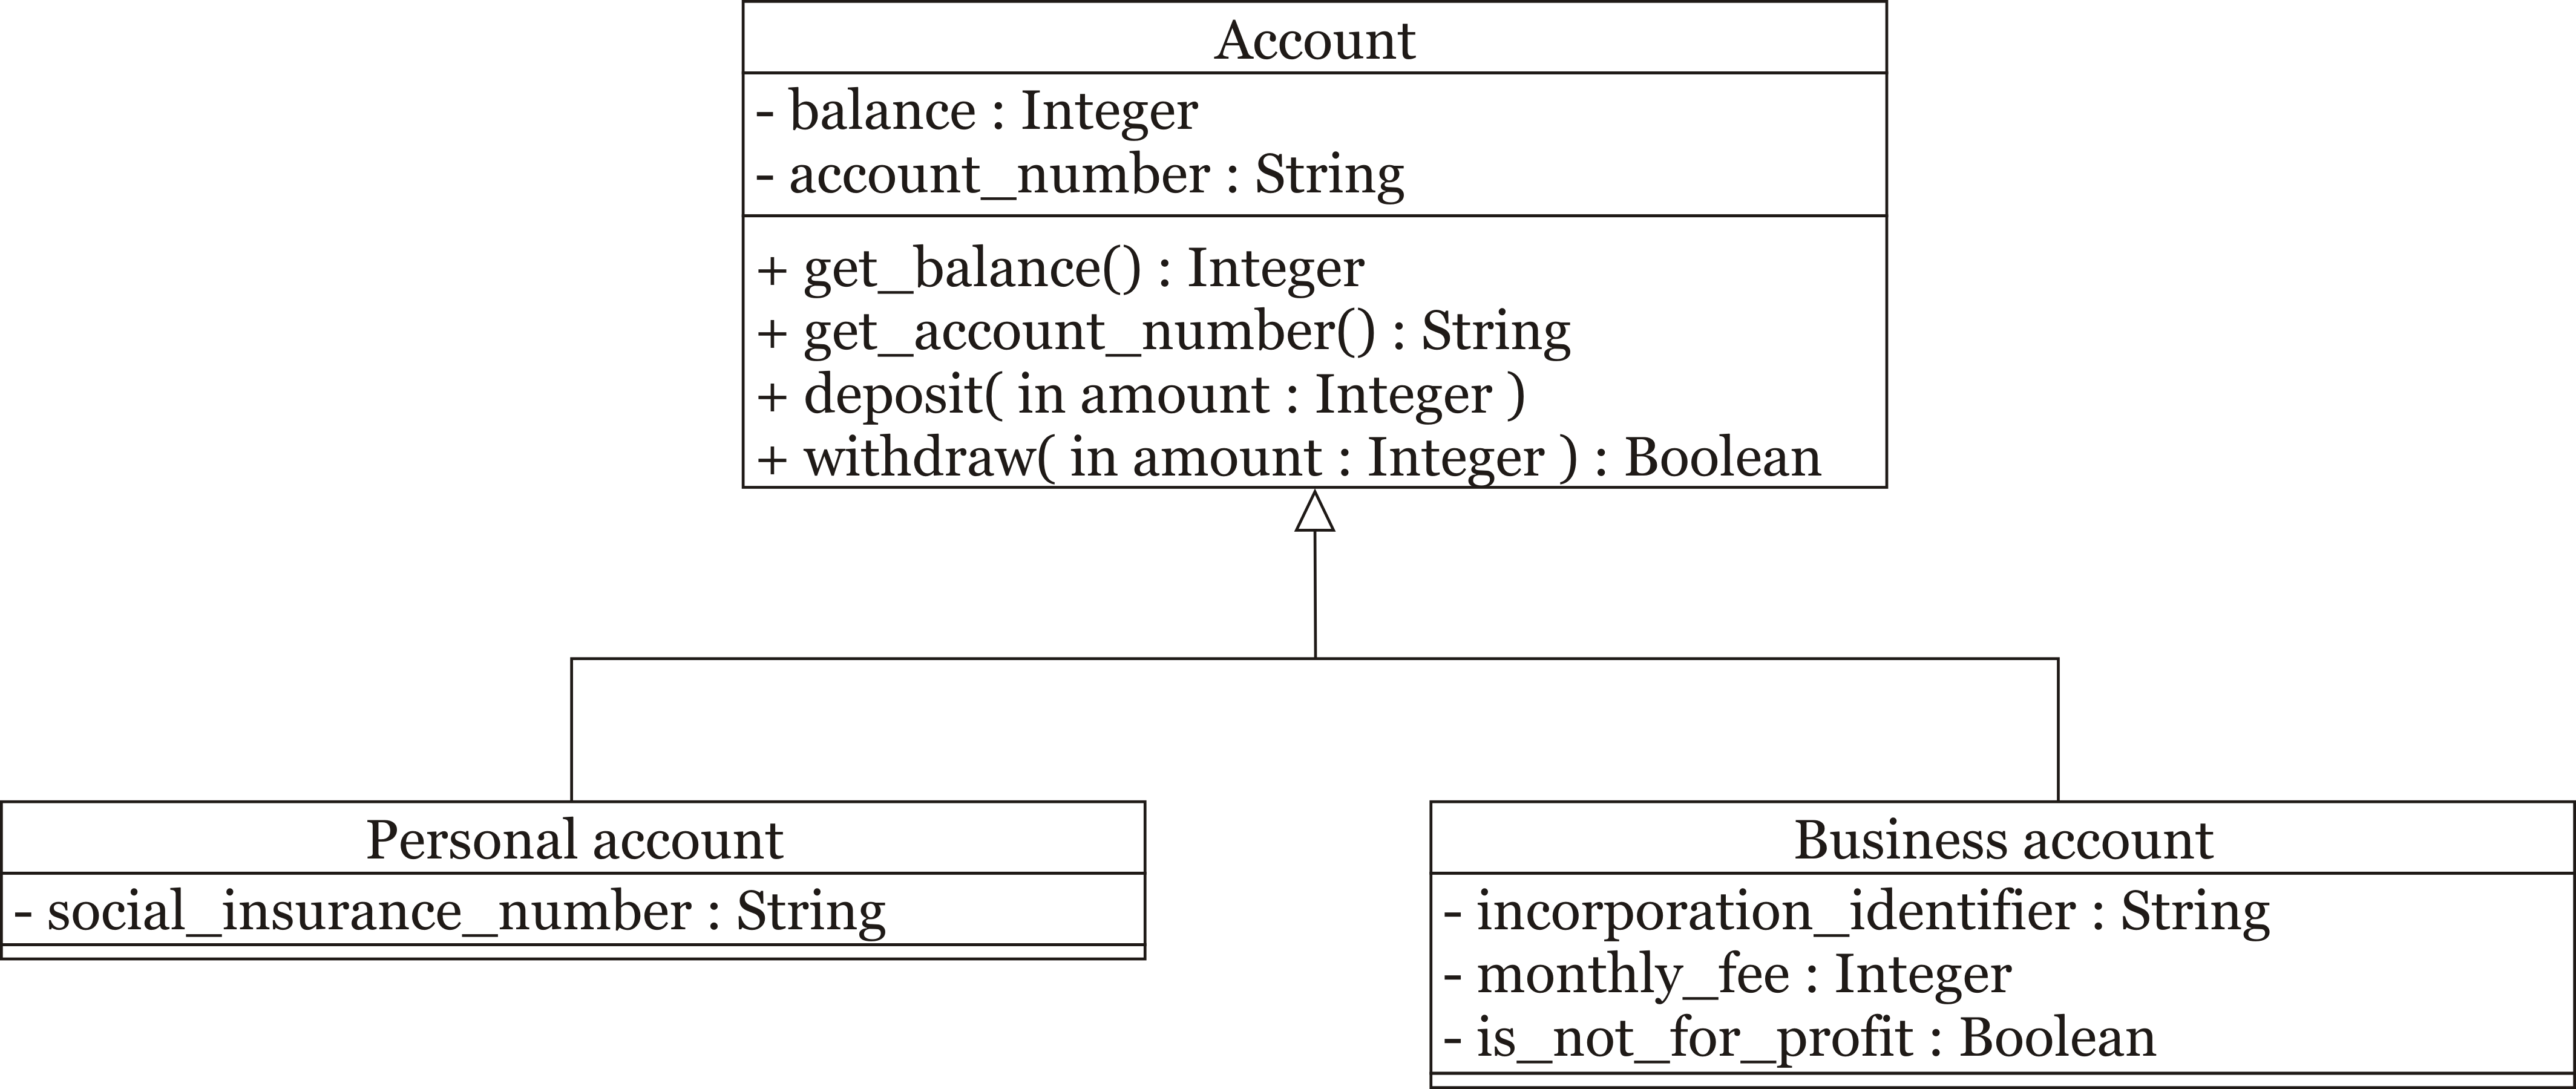 Account
- balance : Integer
- account_number : String
+ get_balance() : Integer
+ get_account_number() : String
+ deposit( in amount : Integer )
+ withdraw( in amount : Integer ) : Boolean
Personal account
- social_insurance_number : String
Business account
- incorporation_identifier : String
- monthly_fee : Integer
- is_not_for_profit : Boolean